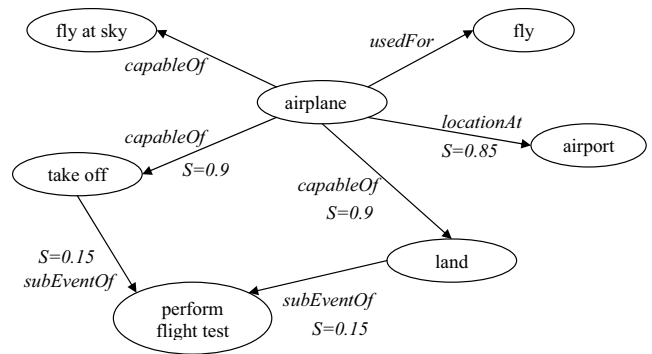 fly at sky
usedFor
fly
capableOf
airplane
capableOf
locationAt
S=0.9
S=0.85
airport
take off
capableOf
S=0.9
S=0.15
subEventOf
land
perform
flight test
subEventOf
S=0.15